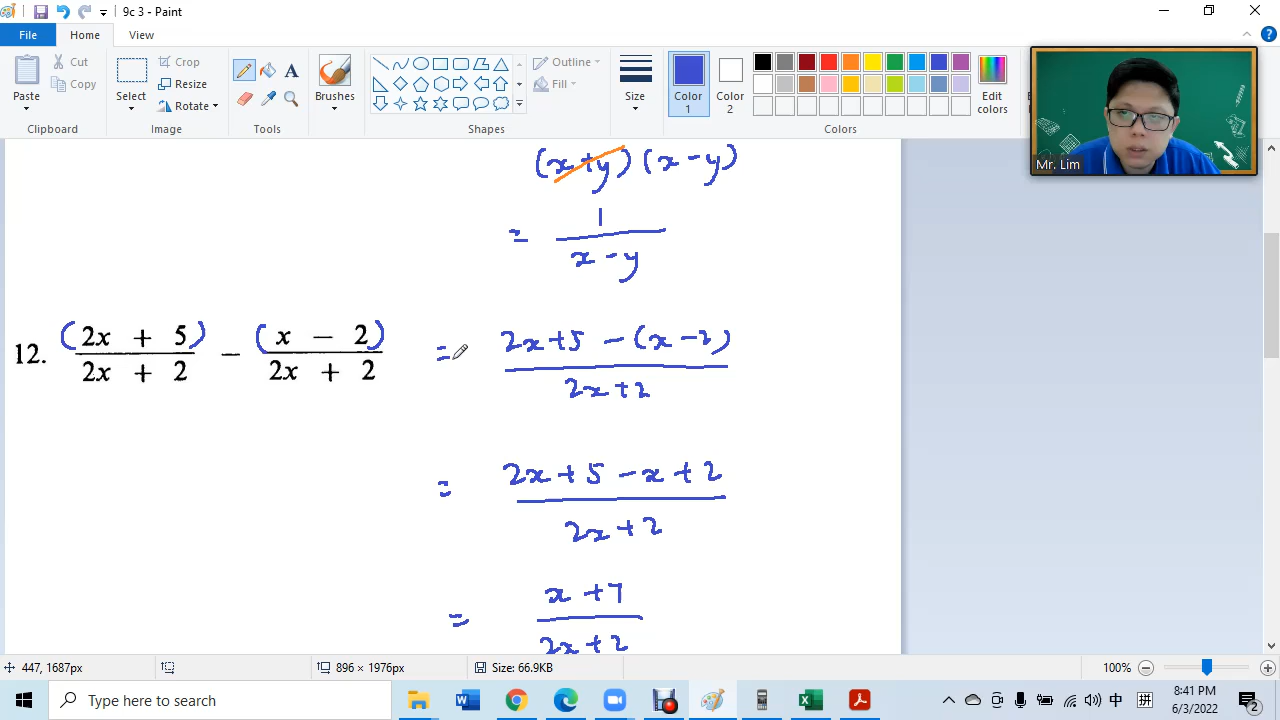 9c 3 - Paint
File Home View
Paste Cut Copy Clipboard
Select Crop Resize Rotate Image
Tools
Brushes
Shapes Outline Fill
Size
Color 1 Color 2 Edit colors Colors
Mr. Lim
(x + y) (x - y)
= 1 / x - y
12. (2x + 5) / 2x + 2 − (x − 2) / 2x + 2 = 2x + 5 - (x - 2) / 2x + 2
= 2x + 5 - x + 2 / 2x + 2
= x + 7 / 2x + 2
447, 1687px 896 × 1976px Size: 66.9KB 100%
Type here to search
中 拼 8:41 PM
6/3/2022 2